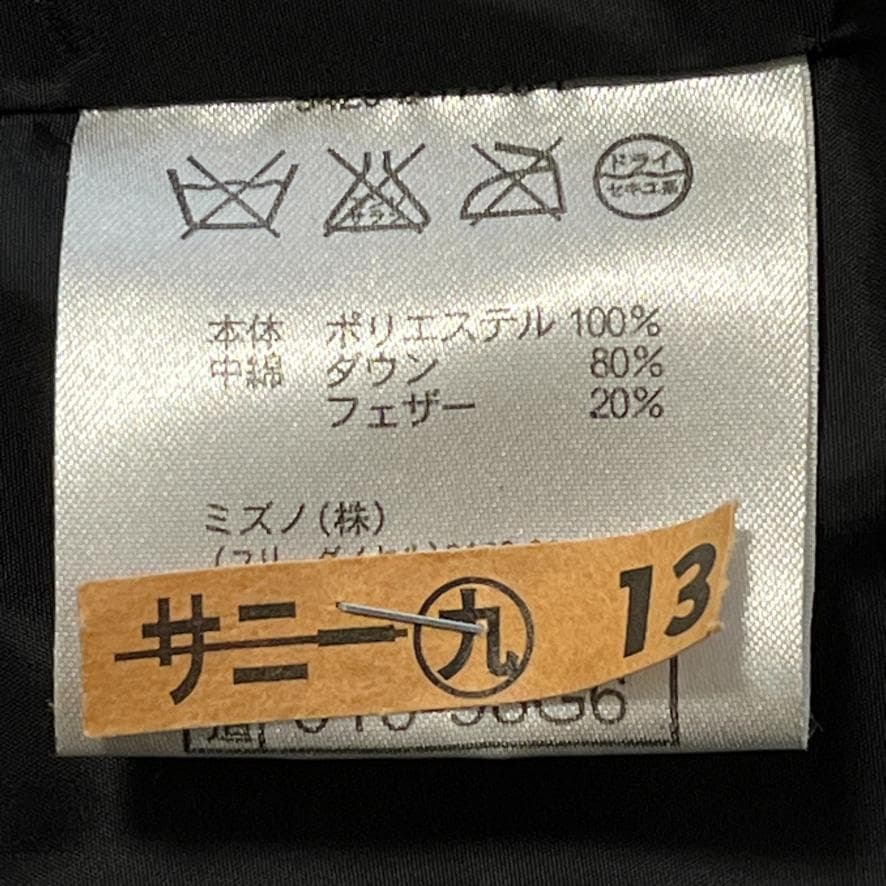 ドライ
セキユ系
本体 ポリエステル 100%
中綿 ダウン 80%
フェザー 20%
ミズノ(株)
サニー 九 13